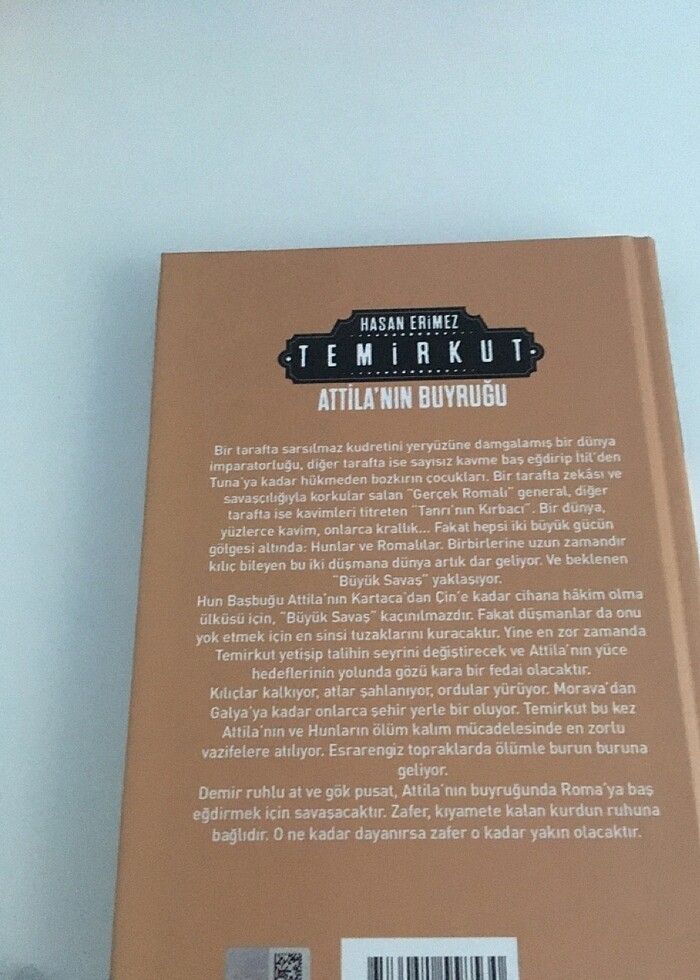 HASAN ERİMEZ
TEMİRKUT
ATTİLA'NIN BUYRUĞU
Bir tarafta sarsılmaz kudretini yeryüzüne damgalamış bir dünya
imparatorluğu, diğer tarafta ise sayısız kavme baş eğdirip İtil'den
Tuna'ya kadar hükmeden bozkırın çocukları. Bir tarafta zekâsı ve
savaşçılığıyla korkular salan "Gerçek Romalı" general, diğer
tarafta ise kavimleri titreten "Tanrı'nın Kırbacı". Bir dünya,
yüzlerce kavim, onlarca krallık... Fakat hepsi iki büyük gücün
gölgesi altında: Hunlar ve Romalılar. Birbirlerine uzun zamandır
kılıç bileyen bu iki düşmana dünya artık dar geliyor. Ve beklenen
"Büyük Savaş" yaklaşıyor.
Hun Başbuğu Attila'nın Kartaca'dan Çin'e kadar cihana hâkim olma
ülküsü için, "Büyük Savaş" kaçınılmazdır. Fakat düşmanlar da onu
yok etmek için en sinsi tuzaklarını kuracaktır. Yine en zor zamanda
Temirkut yetişip talihin seyrini değiştirecek ve Attila'nın yüce
hedeflerinin yolunda gözü kara bir fedai olacaktır.
Kılıçlar kalkıyor, atlar şahlanıyor, ordular yürüyor. Morava'dan
Galya'ya kadar onlarca şehir yerle bir oluyor. Temirkut bu kez
Attila'nın ve Hunların ölüm kalım mücadelesinde en zorlu
vazifelere atılıyor. Esrarengiz topraklarda ölümle burun buruna
geliyor.
Demir ruhlu at ve gök pusat, Attila'nın buyruğunda Roma'ya baş
eğdirmek için savaşacaktır. Zafer, kıyamete kalan kurdun ruhuna
bağlıdır. O ne kadar dayanırsa zafer o kadar yakın olacaktır.